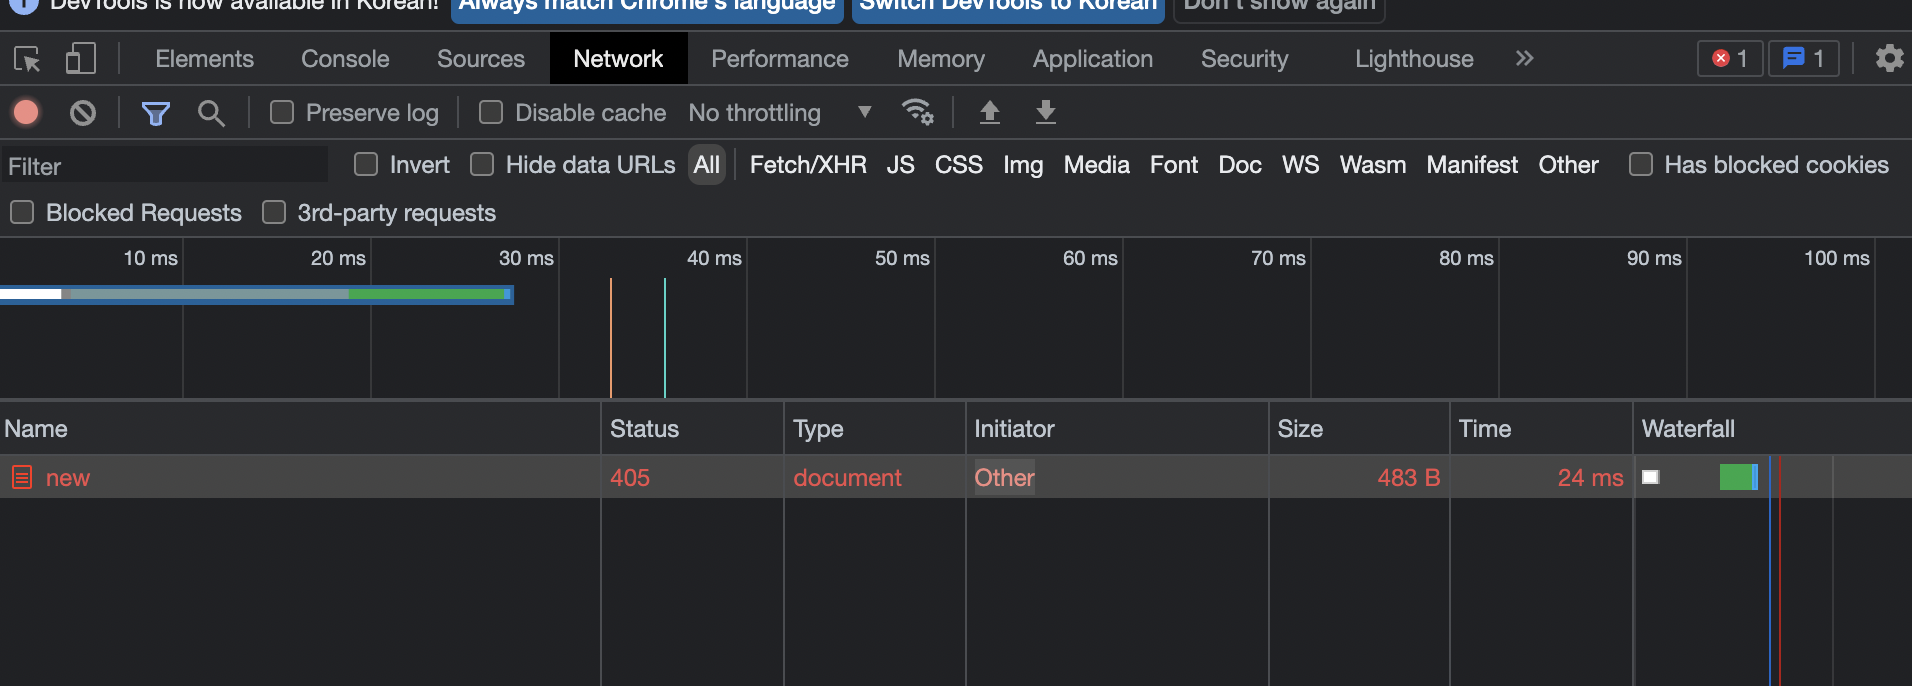 DevTools is now available in Korean! Always match Chrome's language Switch DevTools to Korean Don't show again
Elements Console Sources Network Performance Memory Application Security Lighthouse » 1 1
Preserve log Disable cache No throttling
Filter Invert Hide data URLs All Fetch/XHR JS CSS Img Media Font Doc WS Wasm Manifest Other Has blocked cookies
Blocked Requests 3rd-party requests
10 ms 20 ms 30 ms 40 ms 50 ms 60 ms 70 ms 80 ms 90 ms 100 ms
Name Status Type Initiator Size Time Waterfall
new 405 document Other 483 B 24 ms